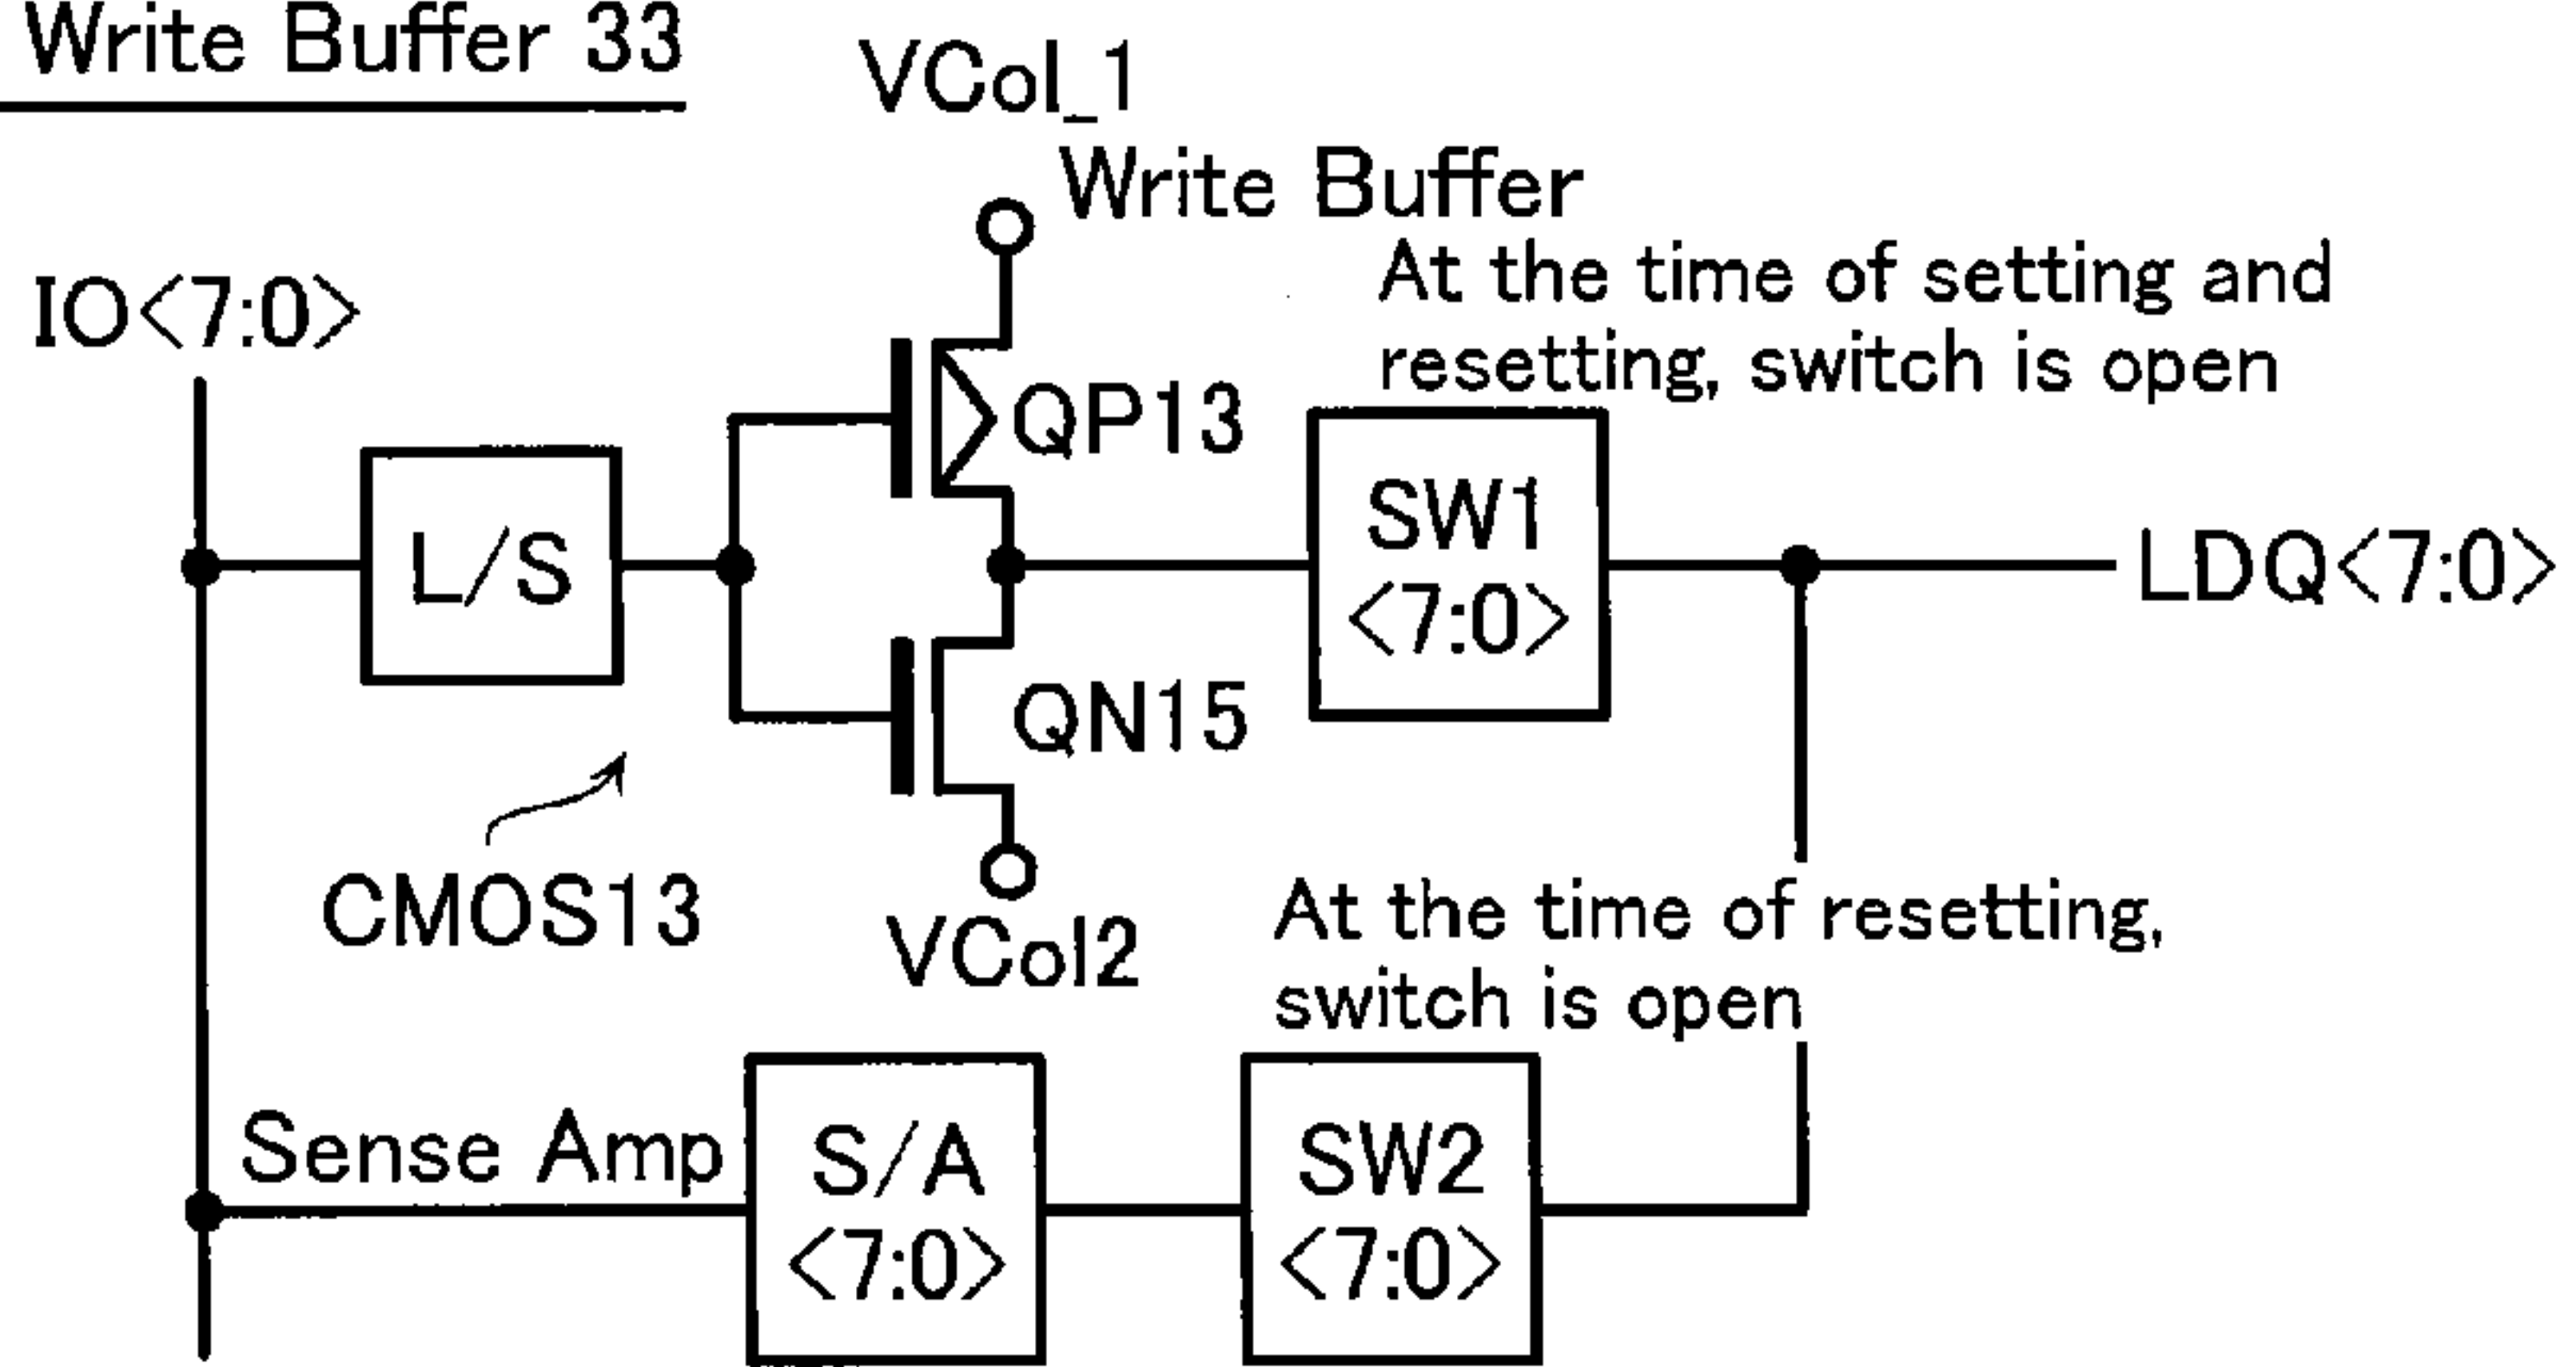 Write Buffer 33
VCol_1
Write Buffer
At the time of setting and
resetting, switch is open
IO<7:0>
QP13
L/S
SW1
<7:0>
LDQ<7:0>
QN15
CMOS13
VCol2
At the time of resetting,
switch is open
Sense Amp
S/A
<7:0>
SW2
<7:0>